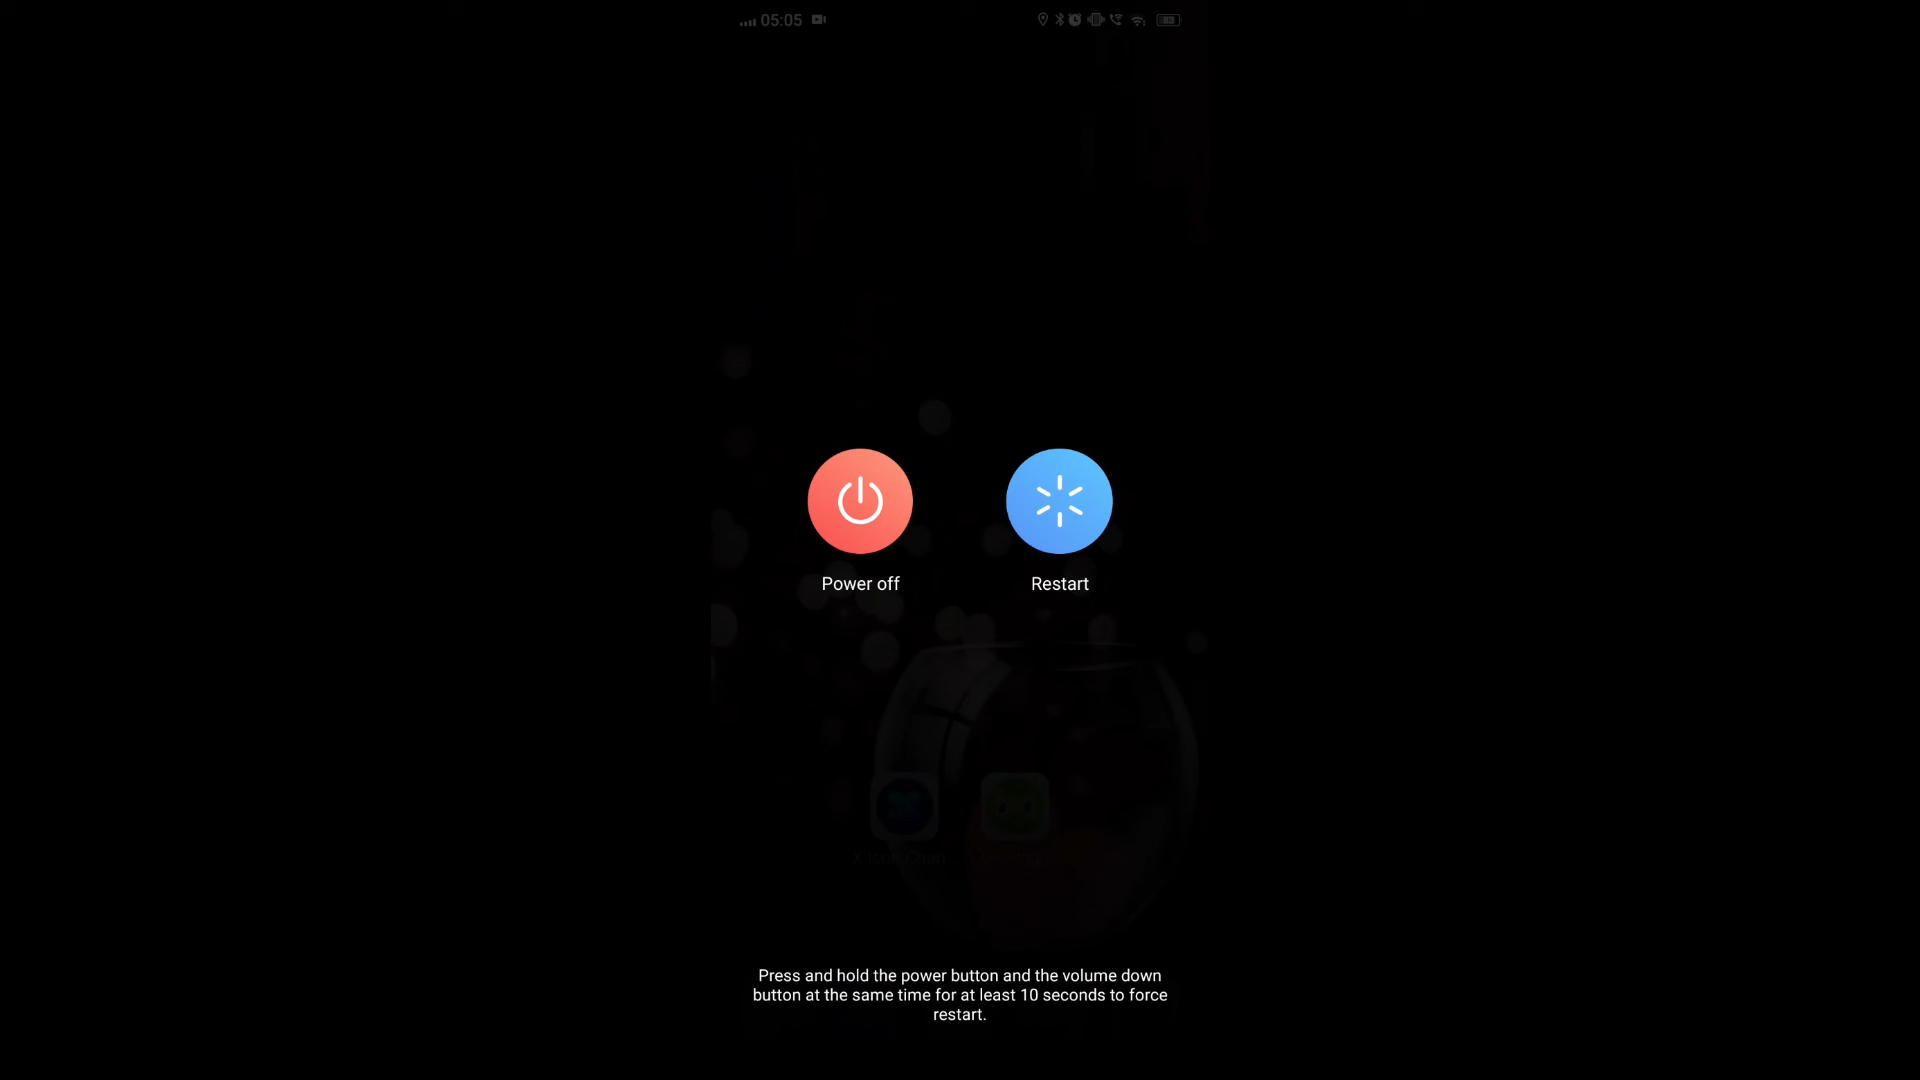 05:05
Power off
Restart
Press and hold the power button and the volume down
button at the same time for at least 10 seconds to force
restart.